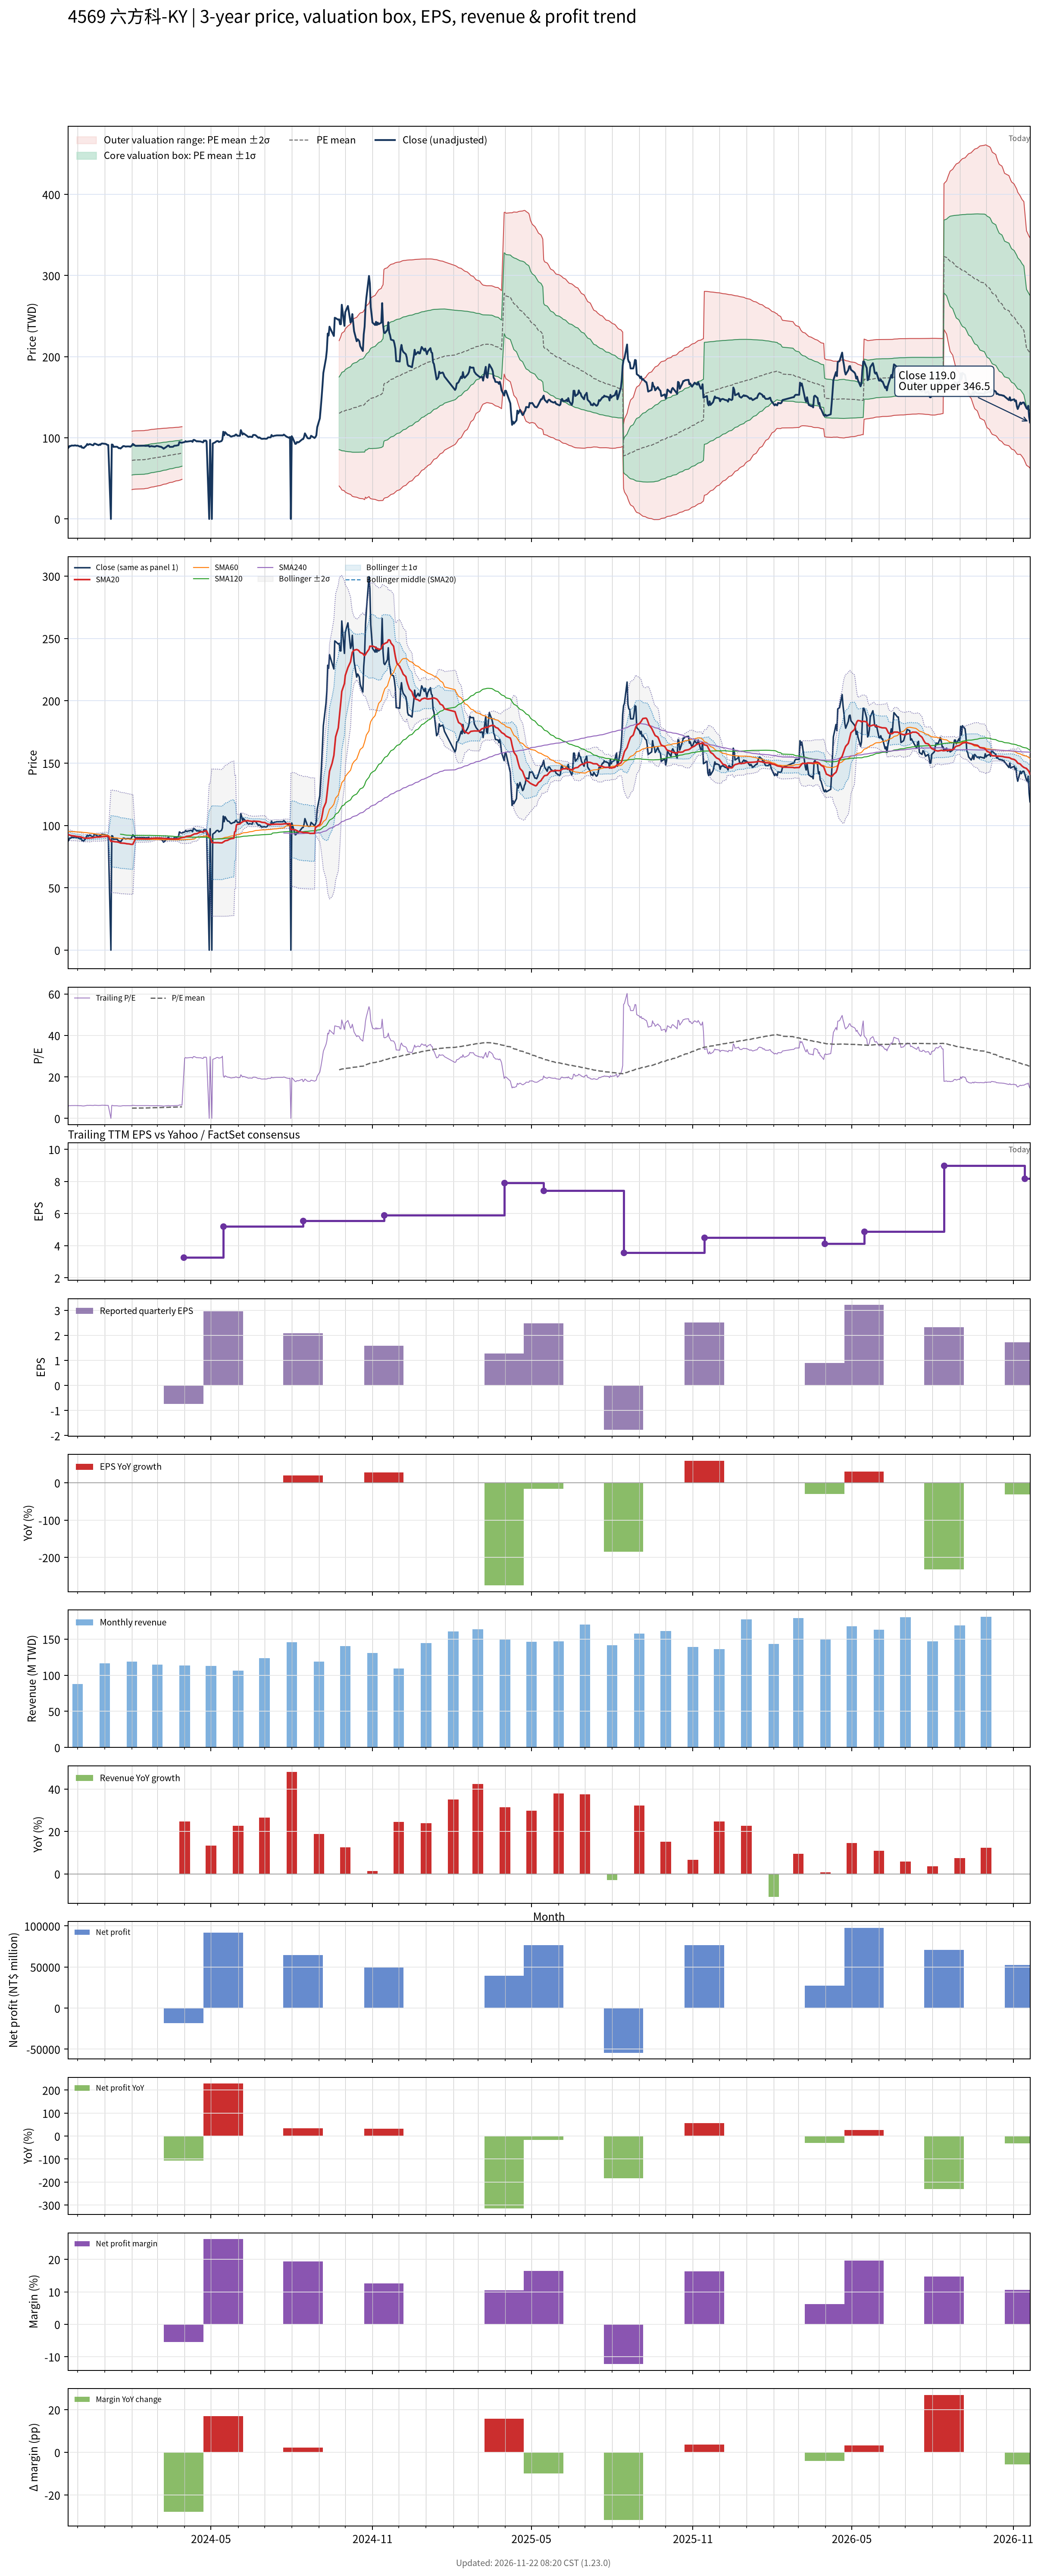 4569 六方科-KY | 3-year price, valuation box, EPS, revenue & profit trend
Outer valuation range: PE mean ±2σ
Core valuation box: PE mean ±1σ
PE mean
Close (unadjusted)
Today
Close 119.0
Outer upper 346.5
Price (TWD)
400
300
200
100
0
Close (same as panel 1)
SMA20
SMA60
SMA120
SMA240
Bollinger ±2σ
Bollinger ±1σ
Bollinger middle (SMA20)
Price
300
250
200
150
100
50
0
Trailing P/E
P/E mean
P/E
60
40
20
0
Trailing TTM EPS vs Yahoo / FactSet consensus
Today
EPS
10
8
6
4
2
Reported quarterly EPS
EPS
3
2
1
0
-1
-2
EPS YoY growth
YoY (%)
0
-100
-200
Monthly revenue
Revenue (M TWD)
150
100
50
0
Revenue YoY growth
YoY (%)
40
20
0
Month
Net profit
Net profit (NT$ million)
100000
50000
0
-50000
Net profit YoY
YoY (%)
200
100
0
-100
-200
-300
Net profit margin
Margin (%)
20
10
0
-10
Margin YoY change
Δ margin (pp)
20
0
-20
2024-05
2024-11
2025-05
2025-11
2026-05
2026-11
Updated: 2026-11-22 08:20 CST (1.23.0)